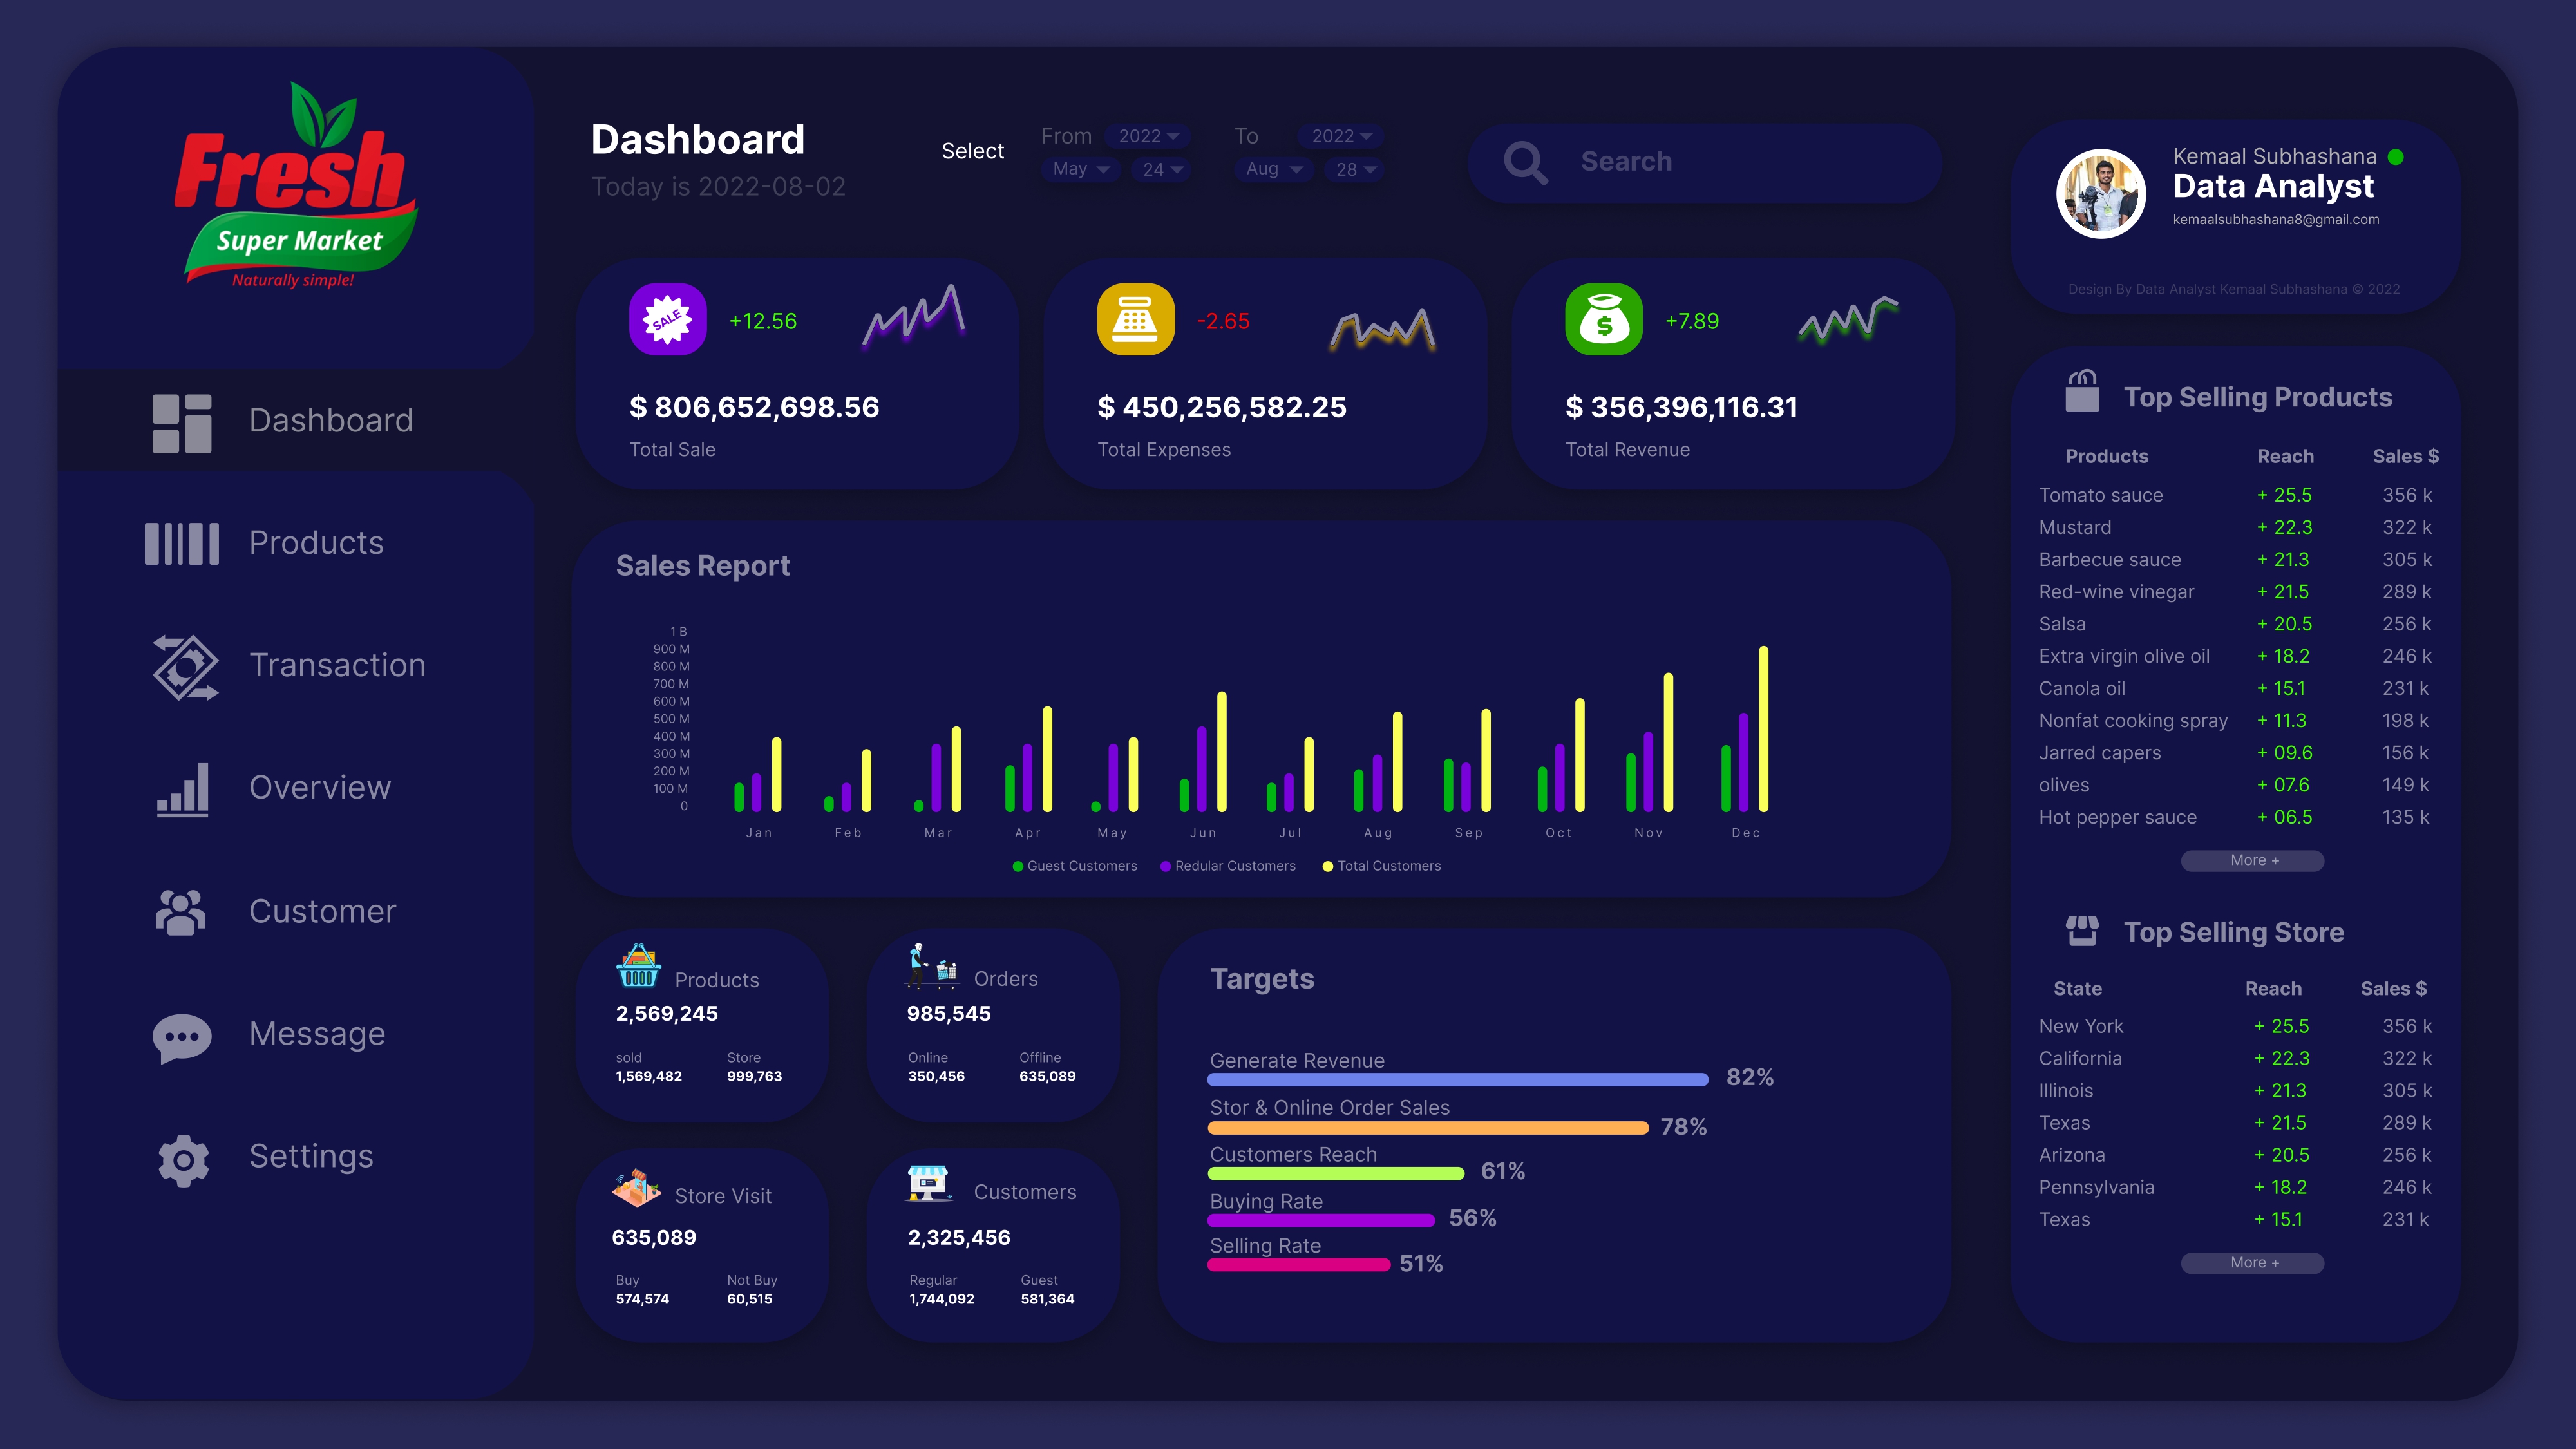 Fresh
Super Market
Naturally simple!
Dashboard
Products
Transaction
Overview
Customer
Message
Settings
Dashboard
Today is 2022-08-02
Select
From 2022
May 24
To 2022
Aug 28
Search
Kemaal Subhashana
Data Analyst
kemaalsubhashana8@gmail.com
Design By Data Analyst Kemaal Subhashana © 2022
SALE
+12.56
$ 806,652,698.56
Total Sale
-2.65
$ 450,256,582.25
Total Expenses
$
+7.89
$ 356,396,116.31
Total Revenue
Sales Report
1 B
900 M
800 M
700 M
600 M
500 M
400 M
300 M
200 M
100 M
0
Jan Feb Mar Apr May Jun Jul Aug Sep Oct Nov Dec
Guest Customers Redular Customers Total Customers
Products
2,569,245
sold Store
1,569,482 999,763
Orders
985,545
Online Offline
350,456 635,089
Store Visit
635,089
Buy Not Buy
574,574 60,515
Customers
2,325,456
Regular Guest
1,744,092 581,364
Targets
Generate Revenue
82%
Stor & Online Order Sales
78%
Customers Reach
61%
Buying Rate
56%
Selling Rate
51%
Top Selling Products
Products Reach Sales $
Tomato sauce + 25.5 356 k
Mustard + 22.3 322 k
Barbecue sauce + 21.3 305 k
Red-wine vinegar + 21.5 289 k
Salsa + 20.5 256 k
Extra virgin olive oil + 18.2 246 k
Canola oil + 15.1 231 k
Nonfat cooking spray + 11.3 198 k
Jarred capers + 09.6 156 k
olives + 07.6 149 k
Hot pepper sauce + 06.5 135 k
More +
Top Selling Store
State Reach Sales $
New York + 25.5 356 k
California + 22.3 322 k
Illinois + 21.3 305 k
Texas + 21.5 289 k
Arizona + 20.5 256 k
Pennsylvania + 18.2 246 k
Texas + 15.1 231 k
More +